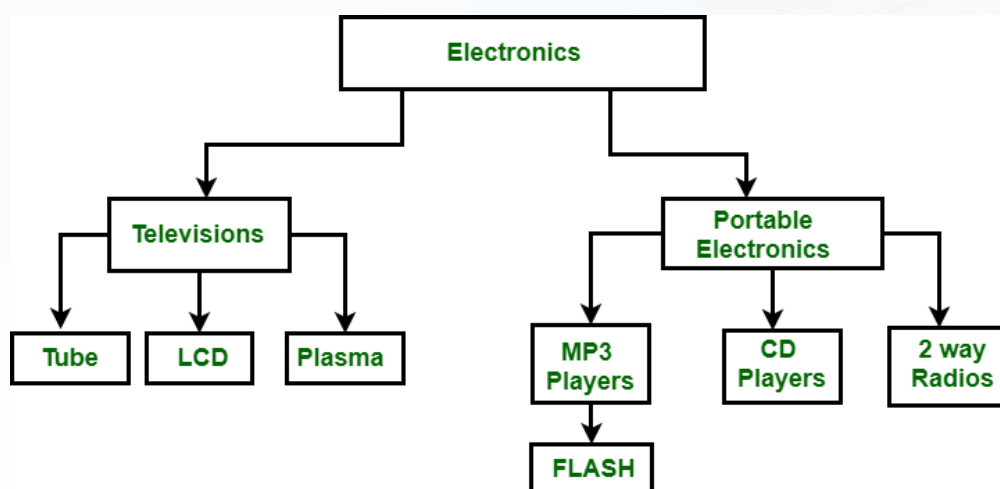 Electronics
Televisions
Portable
Electronics
Tube
LCD
Plasma
MP3
Players
CD
Players
2 way
Radios
FLASH